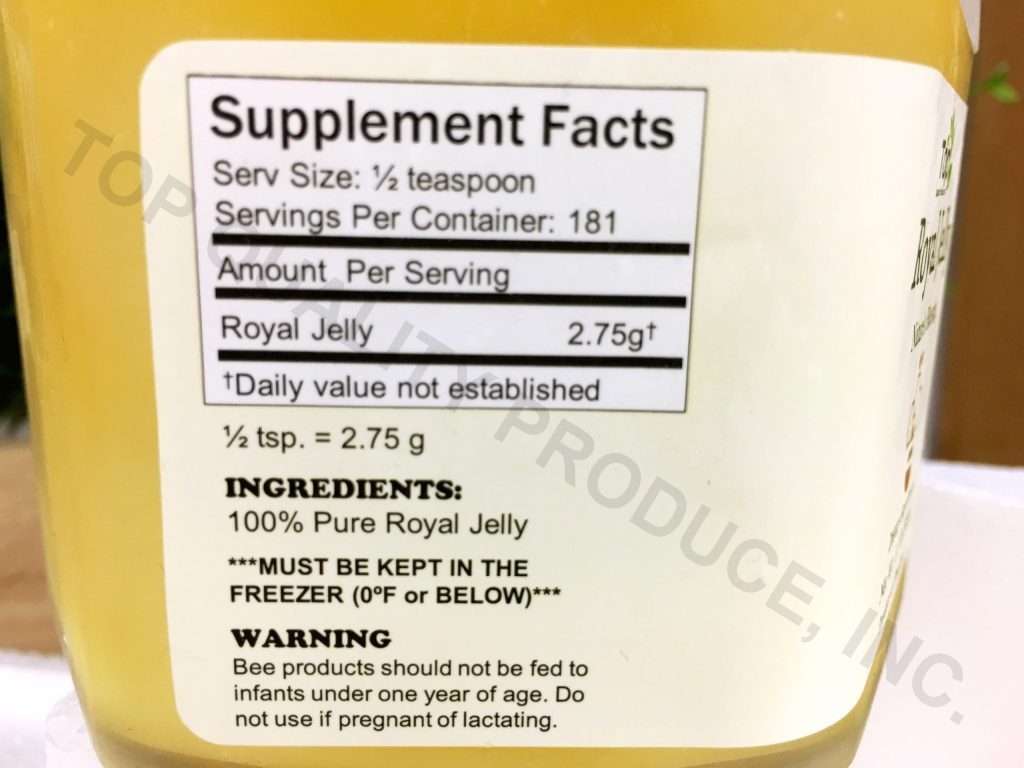 Supplement Facts
Serv Size: ½ teaspoon
Servings Per Container: 181
Amount Per Serving
Royal Jelly 2.75g†
†Daily value not established
½ tsp. = 2.75 g
INGREDIENTS:
100% Pure Royal Jelly
***MUST BE KEPT IN THE
FREEZER (0ºF or BELOW)***
WARNING
Bee products should not be fed to
infants under one year of age. Do
not use if pregnant of lactating.
TOP QUALITY PRODUCE, INC.